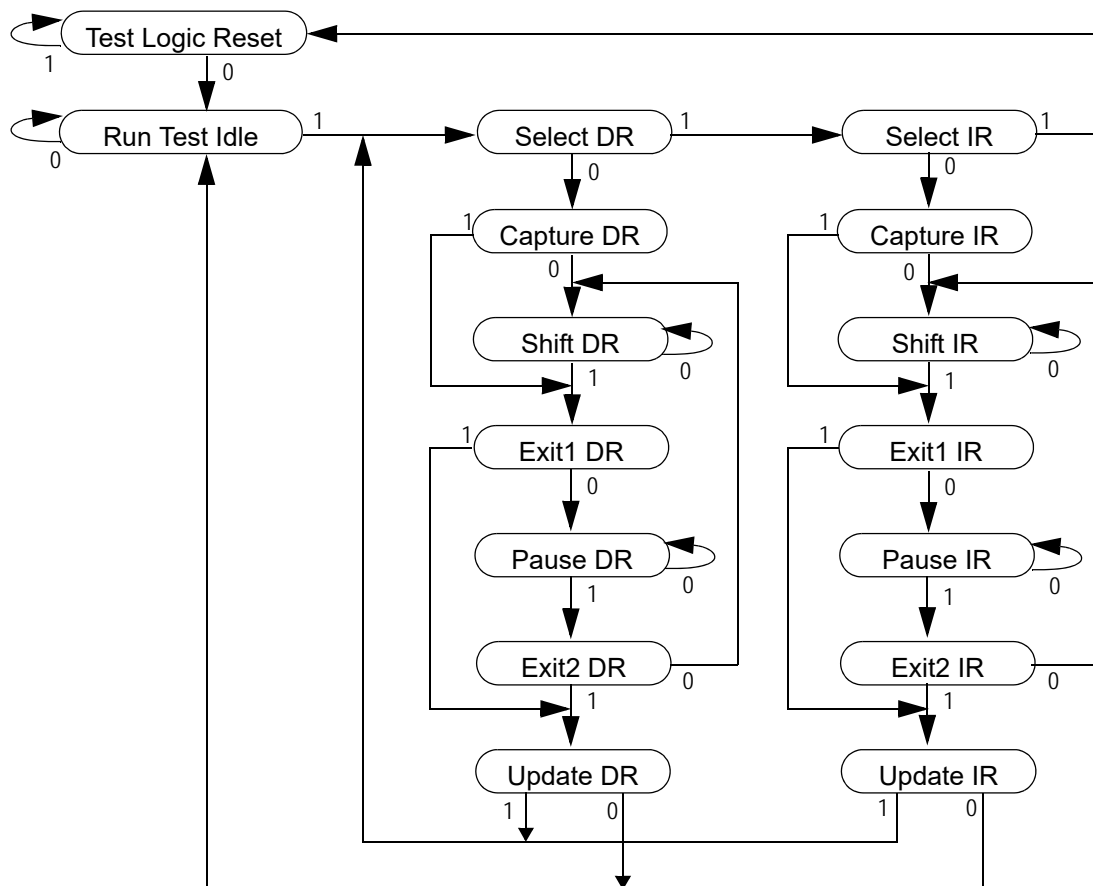 Test Logic Reset
1
0
Run Test Idle
0
1
Select DR
1
0
Select IR
1
0
1
Capture DR
0
1
Capture IR
0
Shift DR
0
1
Shift IR
0
1
1
Exit1 DR
0
1
Exit1 IR
0
Pause DR
0
1
Pause IR
0
1
Exit2 DR
0
1
Exit2 IR
0
1
Update DR
1
0
Update IR
1
0